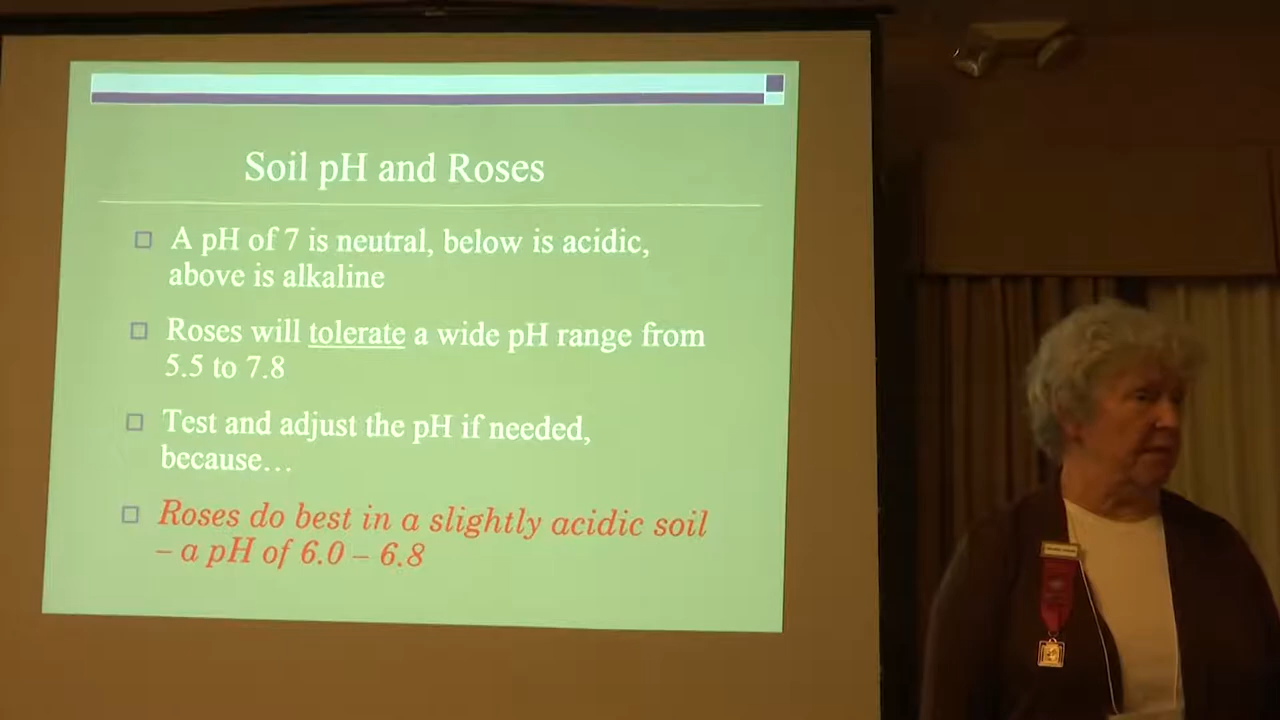 Soil pH and Roses
A pH of 7 is neutral, below is acidic,
above is alkaline
Roses will tolerate a wide pH range from
5.5 to 7.8
Test and adjust the pH if needed,
because…
Roses do best in a slightly acidic soil
– a pH of 6.0 – 6.8